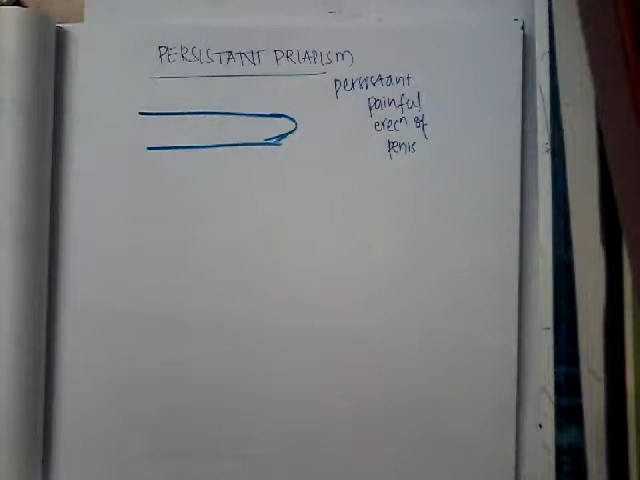 PERSISTANT PRIAPISM
persistant
painful
erecⁿ of
penis